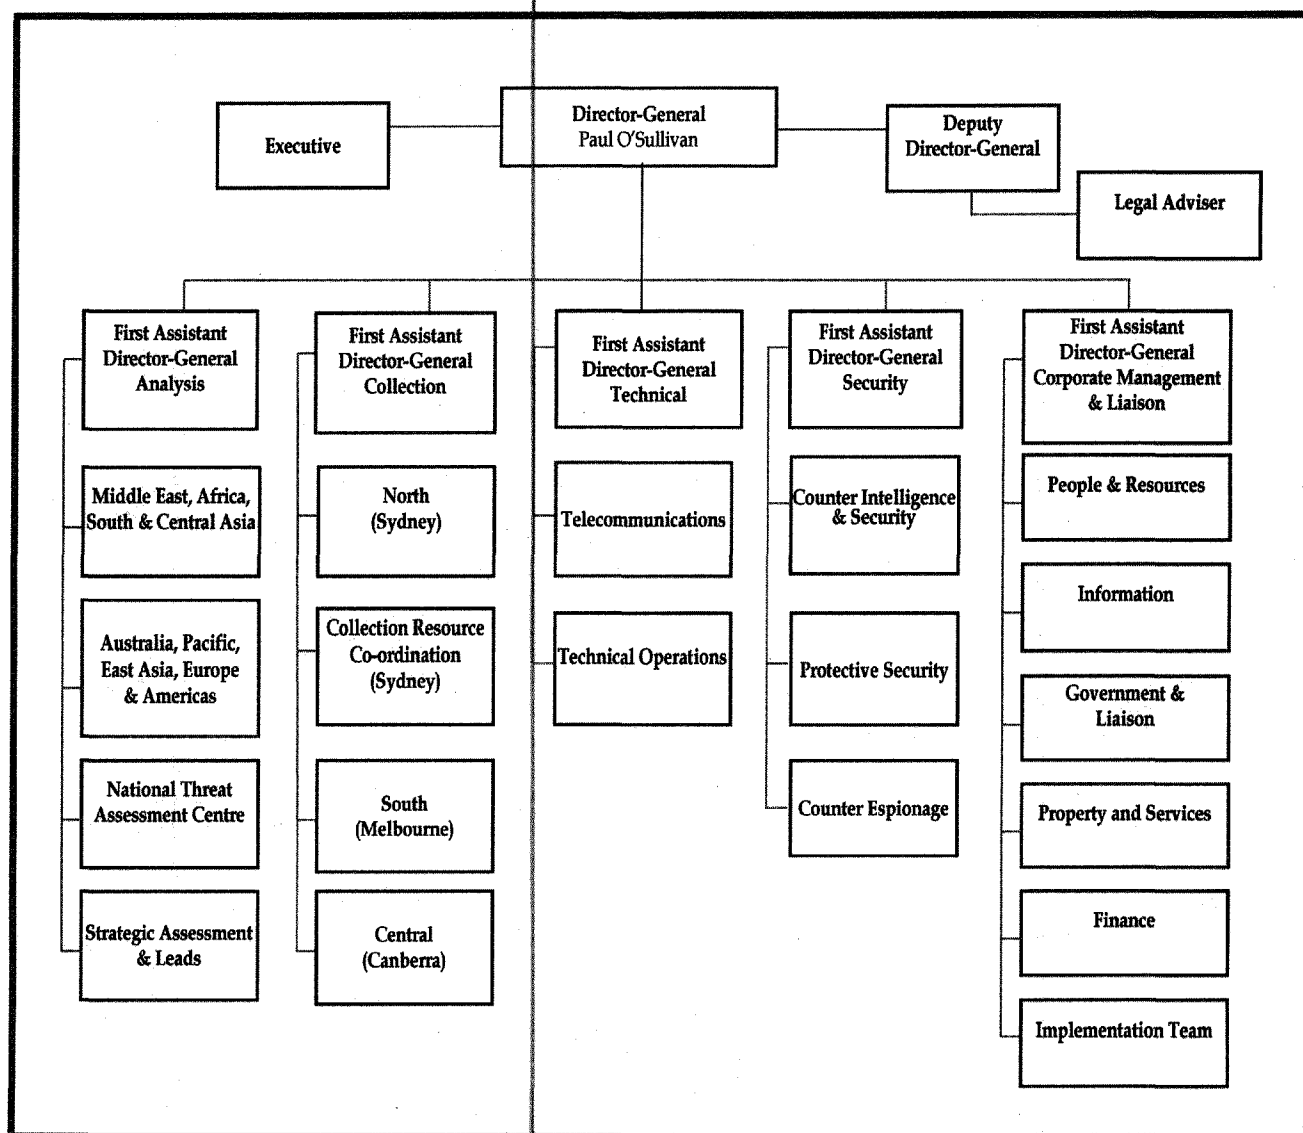 Executive
Director-General
Paul O'Sullivan
Deputy
Director-General
Legal Adviser
First Assistant
Director-General
Analysis
Middle East, Africa,
South & Central Asia
Australia, Pacific,
East Asia, Europe
& Americas
National Threat
Assessment Centre
Strategic Assessment
& Leads
First Assistant
Director-General
Collection
North
(Sydney)
Collection Resource
Co-ordination
(Sydney)
South
(Melbourne)
Central
(Canberra)
First Assistant
Director-General
Technical
Telecommunications
Technical Operations
First Assistant
Director-General
Security
Counter Intelligence
& Security
Protective Security
Counter Espionage
First Assistant
Director-General
Corporate Management
& Liaison
People & Resources
Information
Government &
Liaison
Property and Services
Finance
Implementation Team